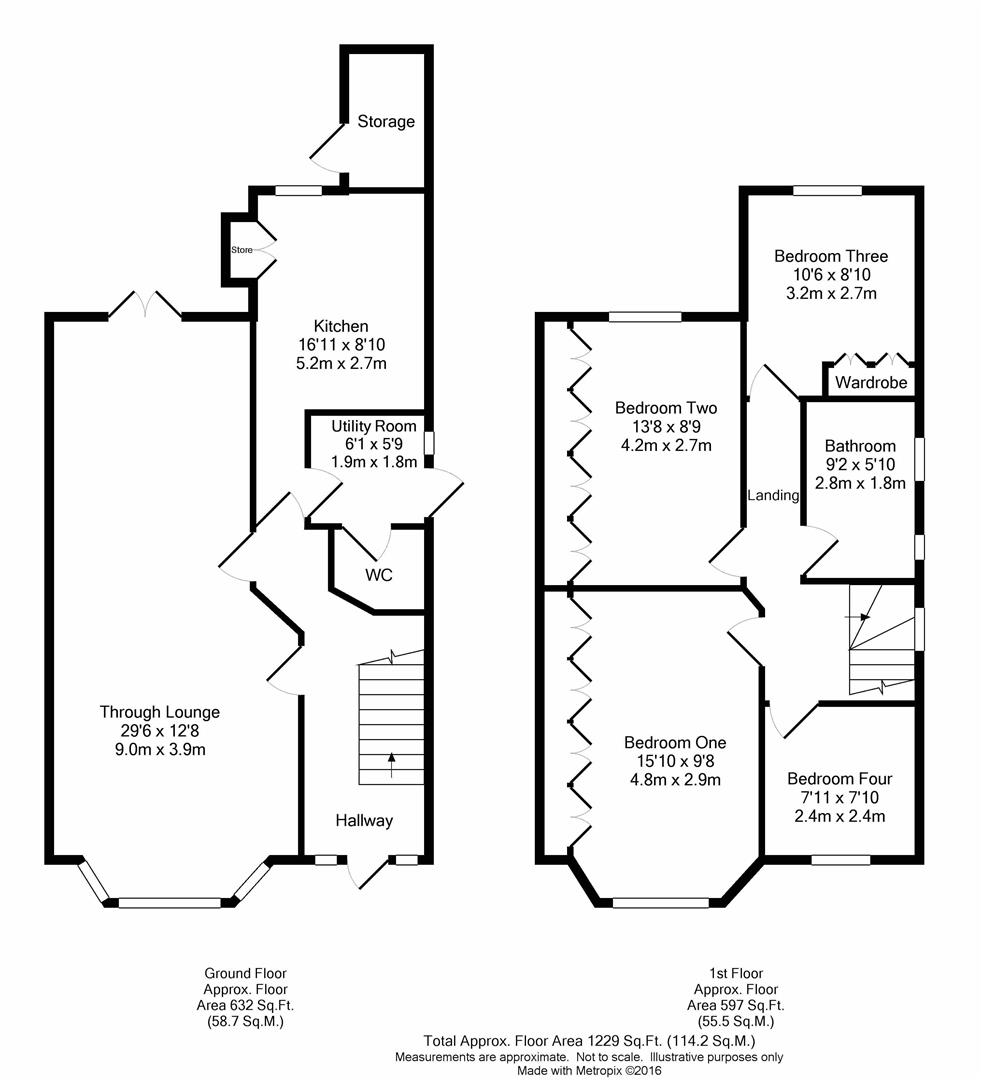 Storage
Store
Kitchen
16'11 x 8'10
5.2m x 2.7m
Utility Room
6'1 x 5'9
1.9m x 1.8m
WC
Through Lounge
29'6 x 12'8
9.0m x 3.9m
Hallway
Bedroom Three
10'6 x 8'10
3.2m x 2.7m
Wardrobe
Bedroom Two
13'8 x 8'9
4.2m x 2.7m
Bathroom
9'2 x 5'10
2.8m x 1.8m
Landing
Bedroom One
15'10 x 9'8
4.8m x 2.9m
Bedroom Four
7'11 x 7'10
2.4m x 2.4m
Ground Floor
Approx. Floor
Area 632 Sq.Ft.
(58.7 Sq.M.)
1st Floor
Approx. Floor
Area 597 Sq.Ft.
(55.5 Sq.M.)
Total Approx. Floor Area 1229 Sq.Ft. (114.2 Sq.M.)
Measurements are approximate. Not to scale. Illustrative purposes only
Made with Metropix ©2016